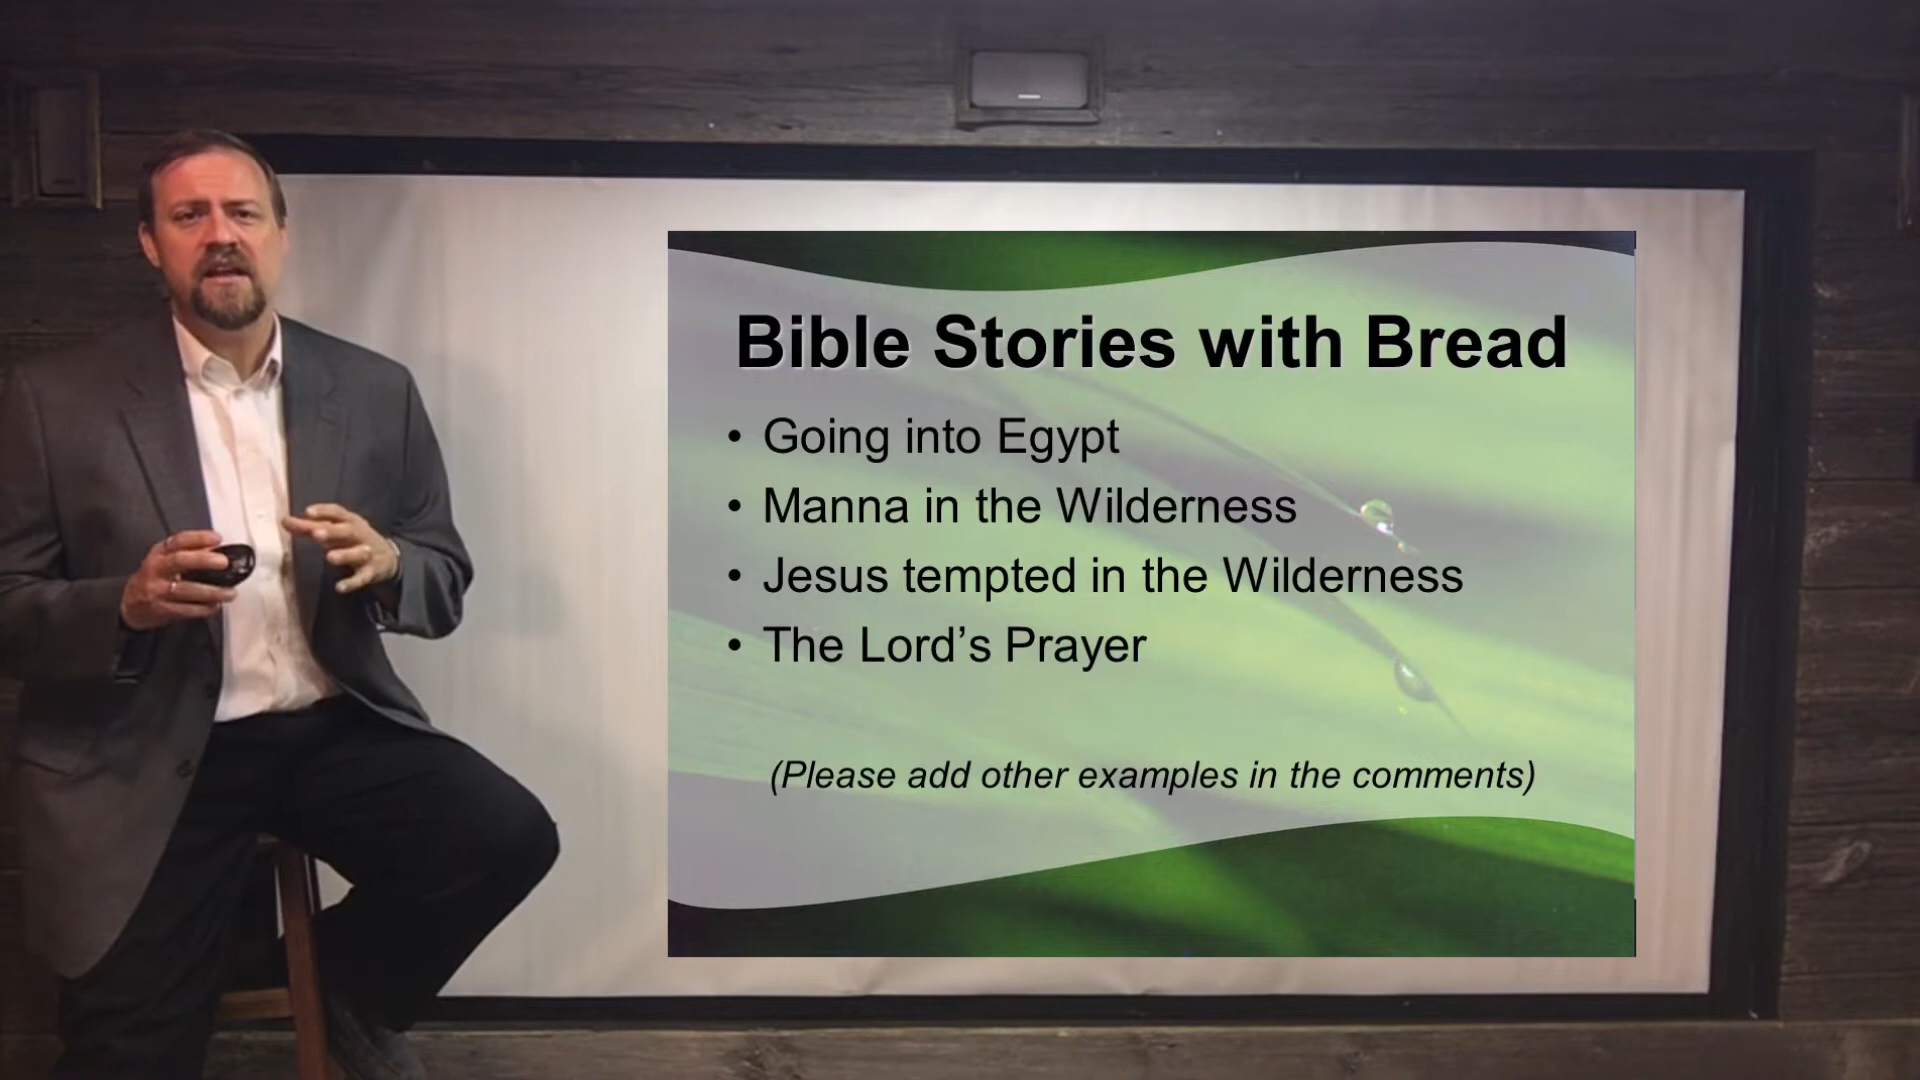 Bible Stories with Bread
• Going into Egypt
• Manna in the Wilderness
• Jesus tempted in the Wilderness
• The Lord’s Prayer
(Please add other examples in the comments)